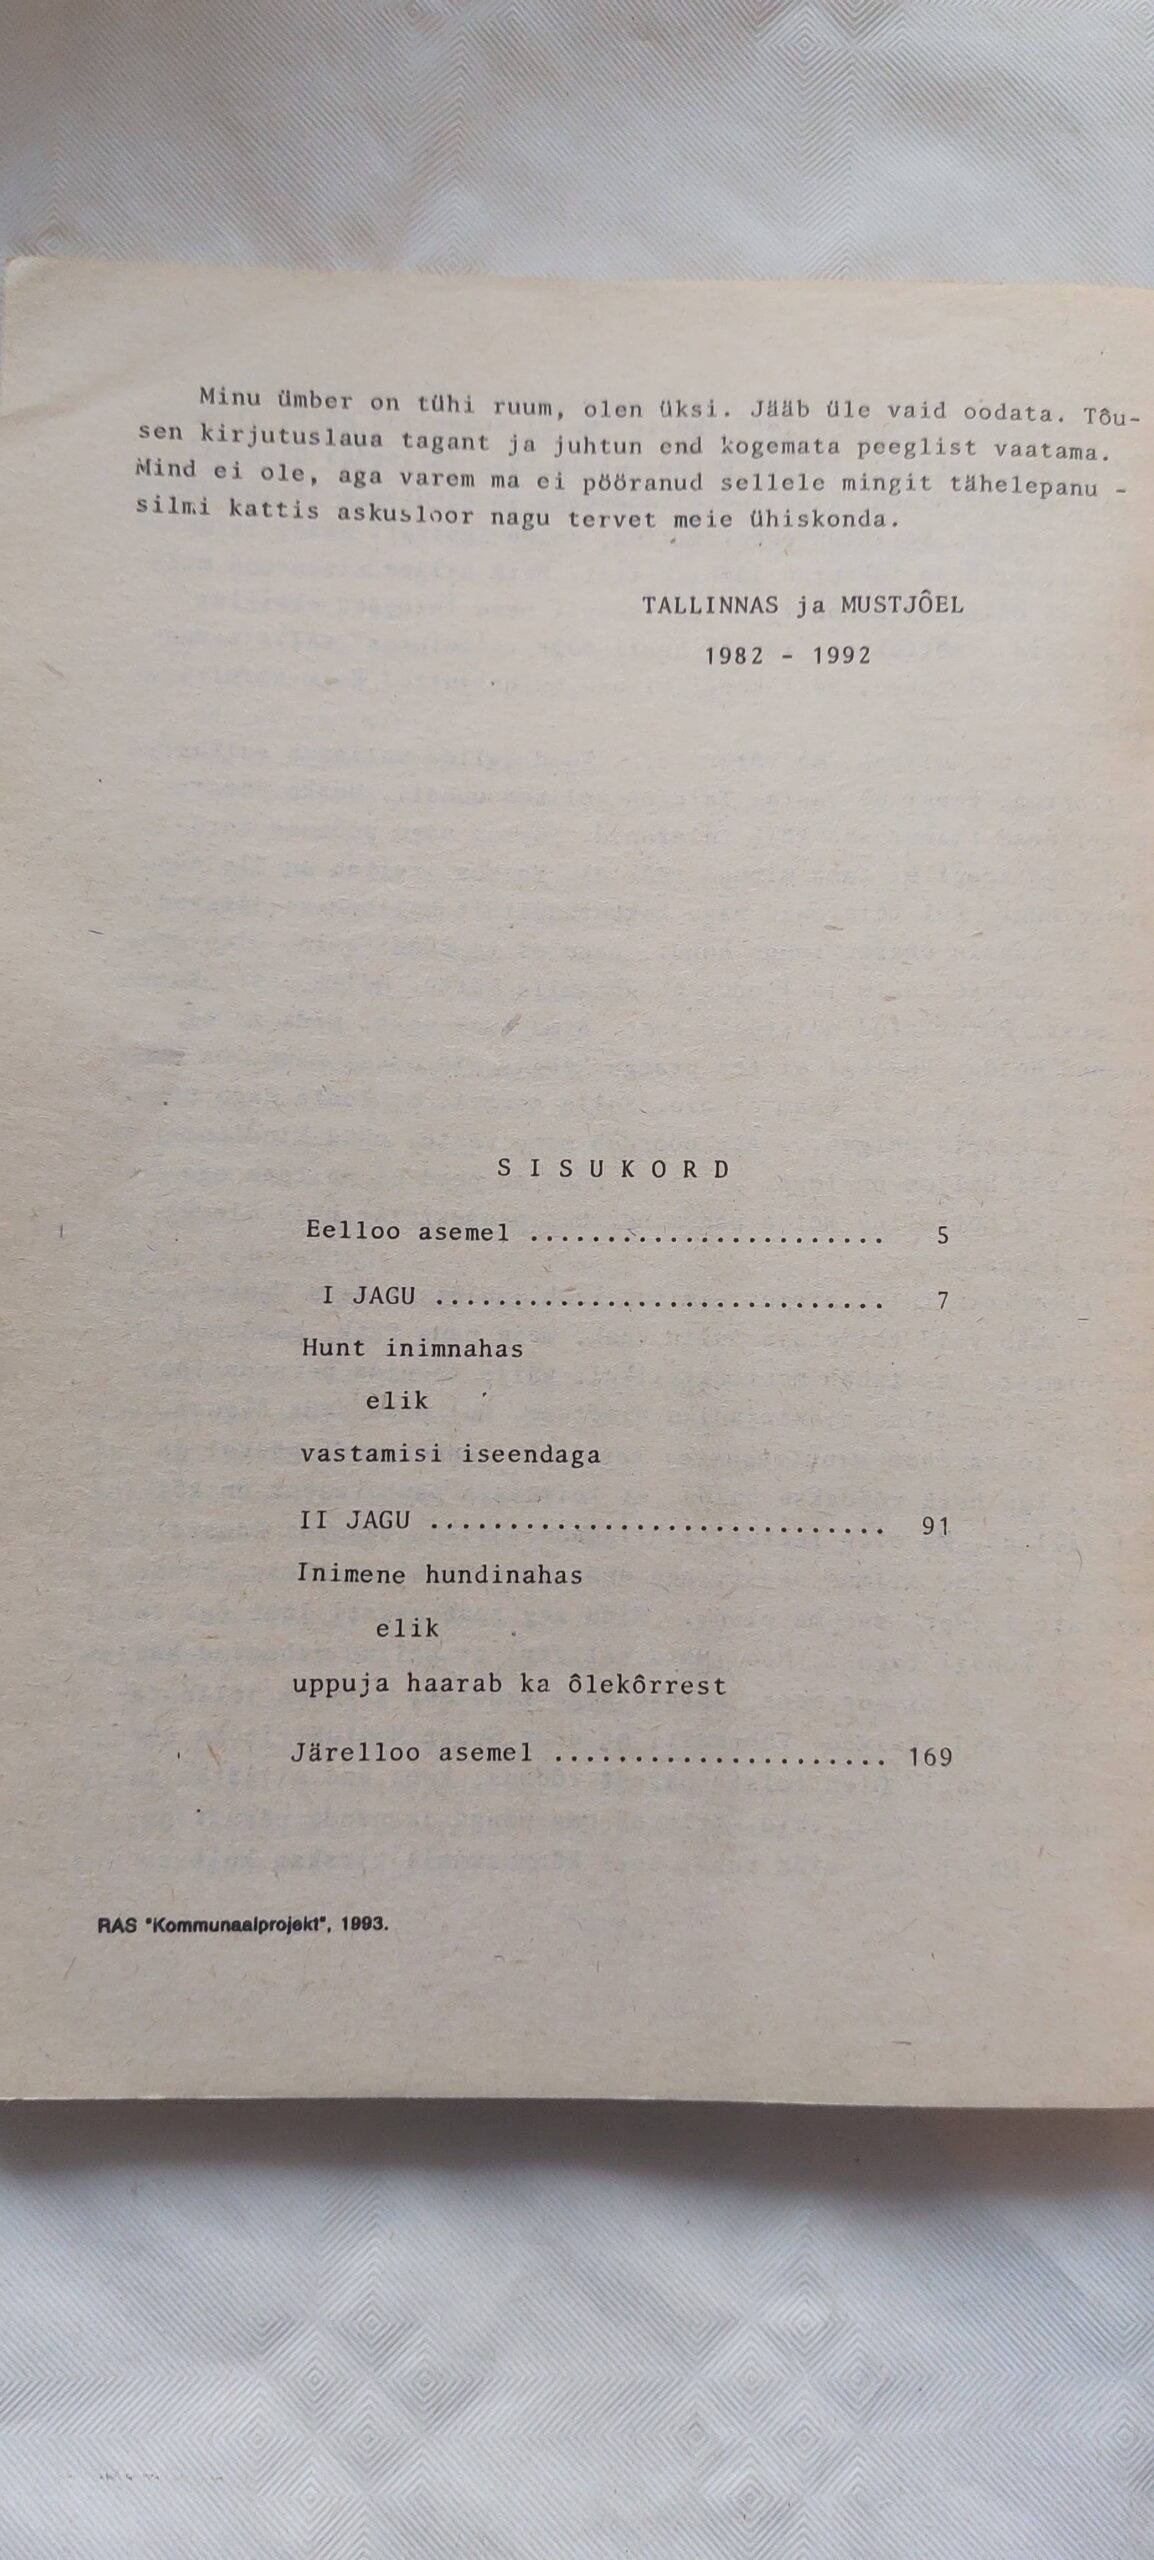 Minu ümber on tühi ruum, olen üksi. Jääb üle vaid oodata. Tôu-
sen kirjutuslaua tagant ja juhtun end kogemata peeglist vaatama.
Mind ei ole, aga varem ma ei pööranud sellele mingit tähelepanu -
silmi kattis askusloor nagu tervet meie ühiskonda.
TALLINNAS ja MUSTJÔEL
1982 - 1992
S I S U K O R D
Eelloo asemel ....................... 5
I JAGU ............................. 7
Hunt inimnahas
elik
vastamisi iseendaga
II JAGU ............................. 91
Inimene hundinahas
elik
uppuja haarab ka ôlekôrrest
Järelloo asemel ..................... 169
RAS "Kommunaalprojekt", 1993.